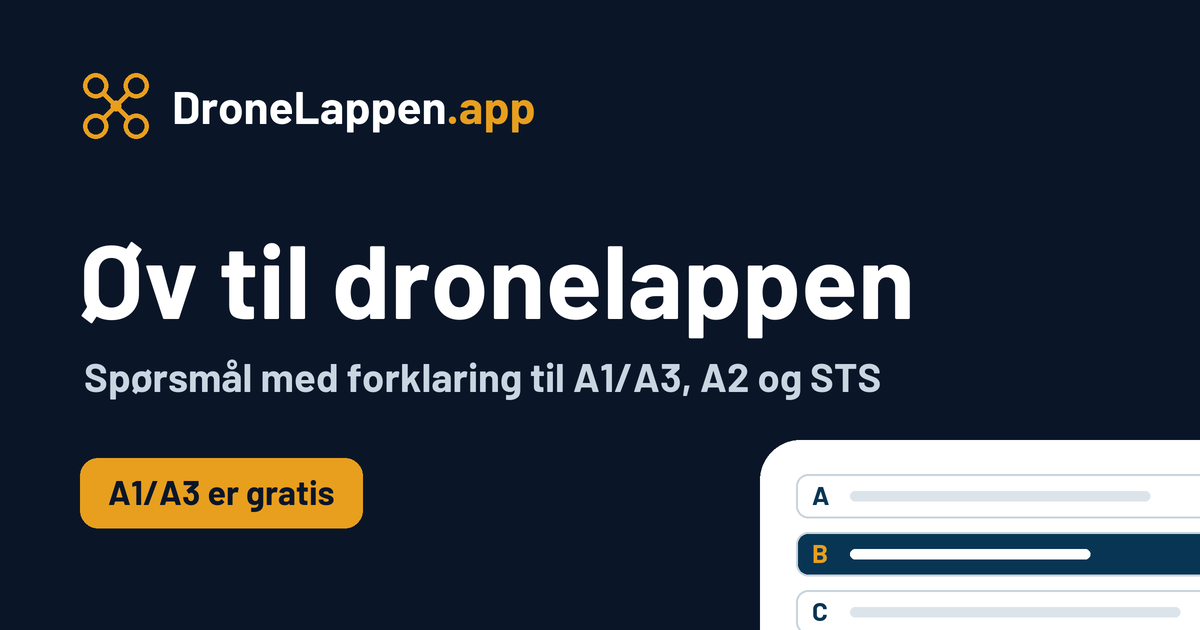 DroneLappen.app
Øv til dronelappen
Spørsmål med forklaring til A1/A3, A2 og STS
A1/A3 er gratis
A
B
C